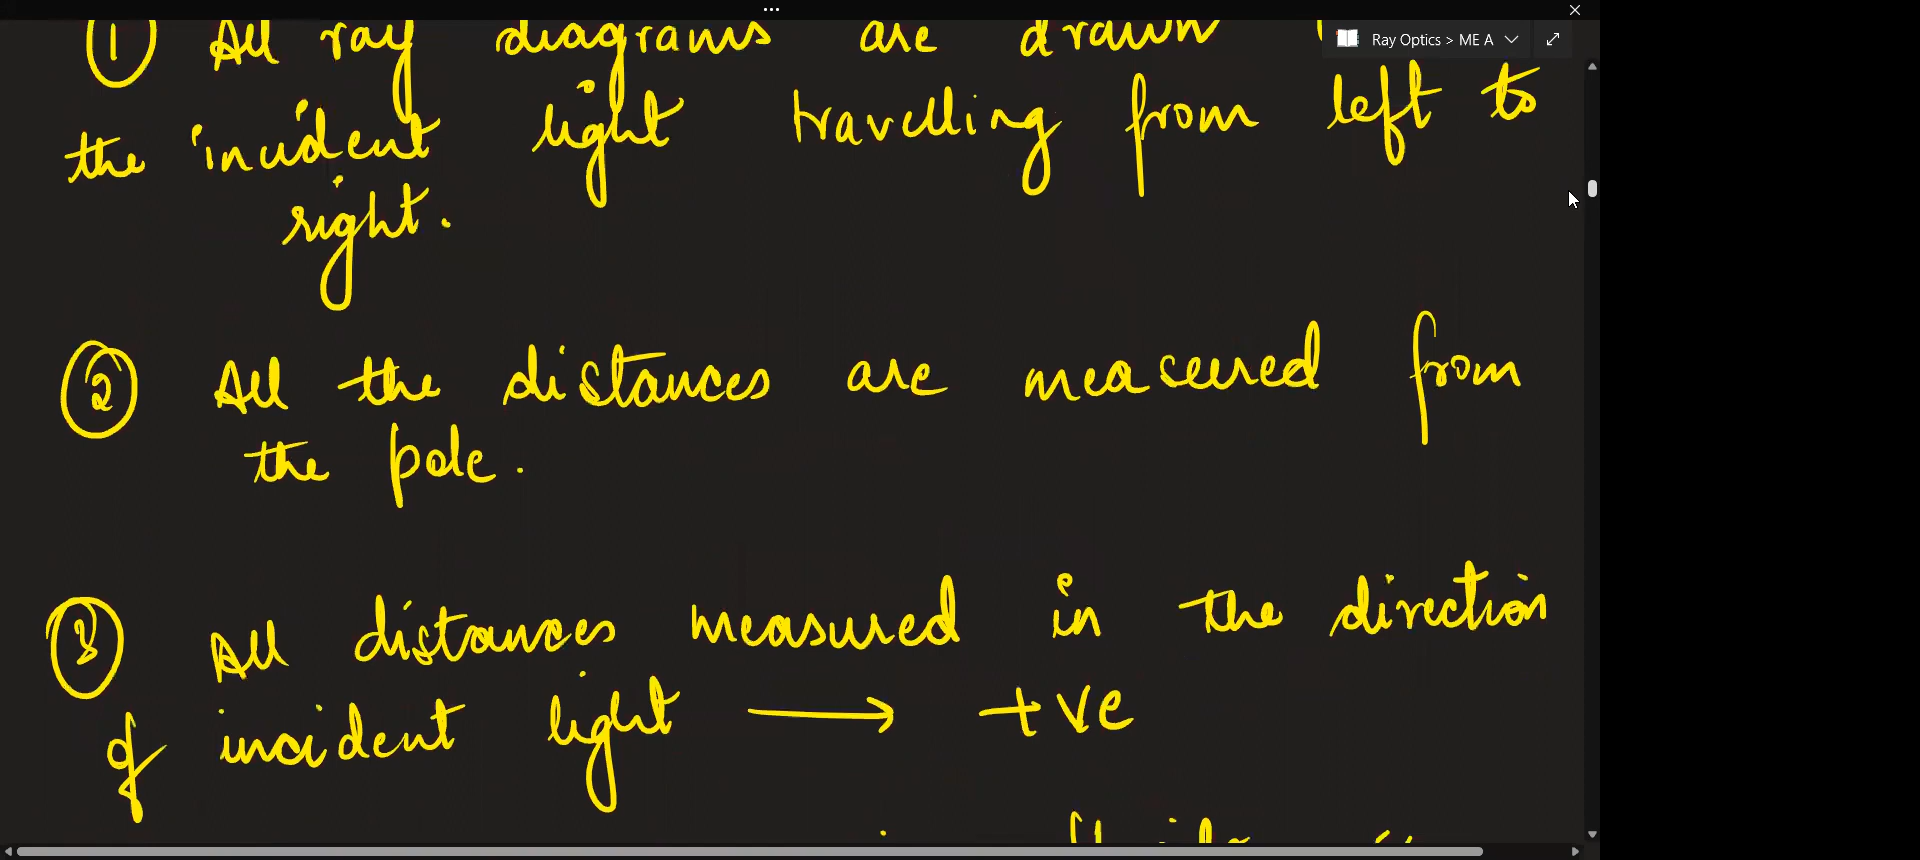 ① All ray diagrams are drawn
Ray Optics > ME A
the incident light travelling from left to
right.
② All the distances are measured from
the pole.
③ All distances measured in the direction
of incident light → +ve